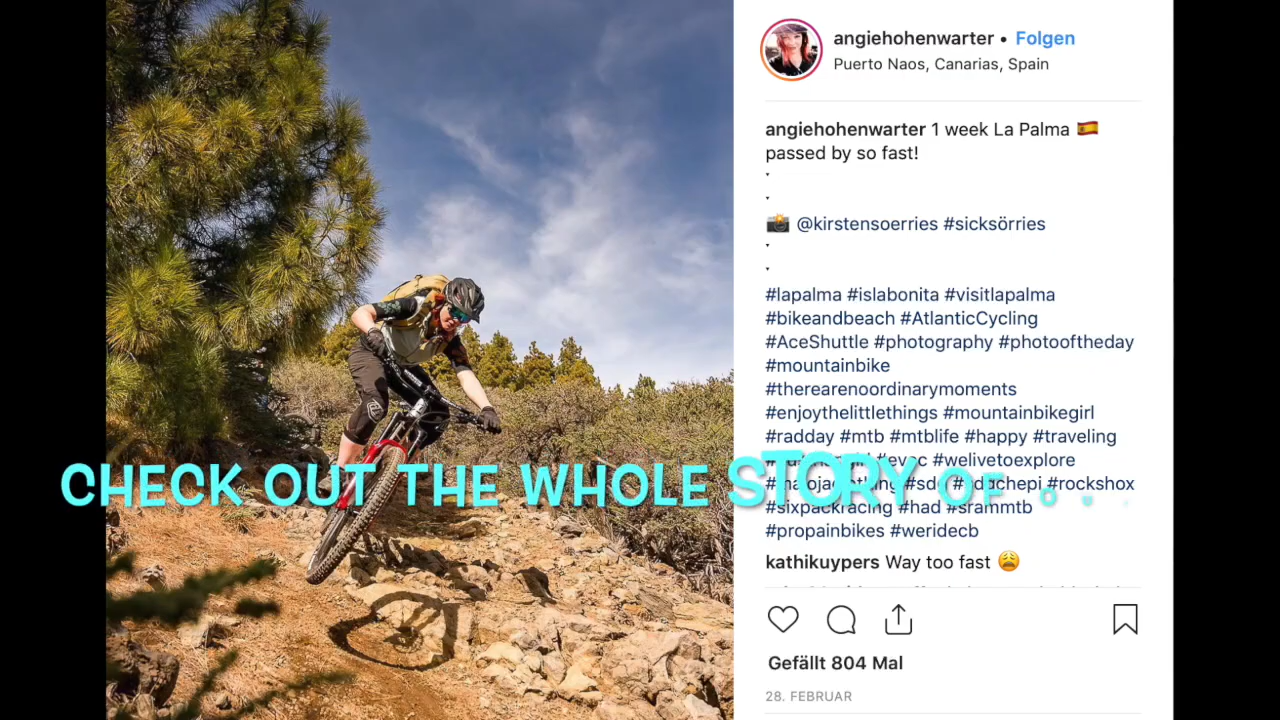 angiehohenwarter • Folgen
Puerto Naos, Canarias, Spain
angiehohenwarter 1 week La Palma 🇪🇸
passed by so fast!
.
.
📸 @kirstensoerries #sicksörries
.
.
#lapalma #islabonita #visitlapalma
#bikeandbeach #AtlanticCycling
#AceShuttle #photography #photooftheday
#mountainbike
#therearenoordinarymoments
#enjoythelittlethings #mountainbikegirl
#radday #mtb #mtblife #happy #traveling
#evoc #welivetoexplore
CHECK OUT THE WHOLE STORY OF . . .
#rockshox
#sixpackracing #had #srammtb
#propainbikes #weridecb
kathikuypers Way too fast 😩
Gefällt 804 Mal
28. FEBRUAR